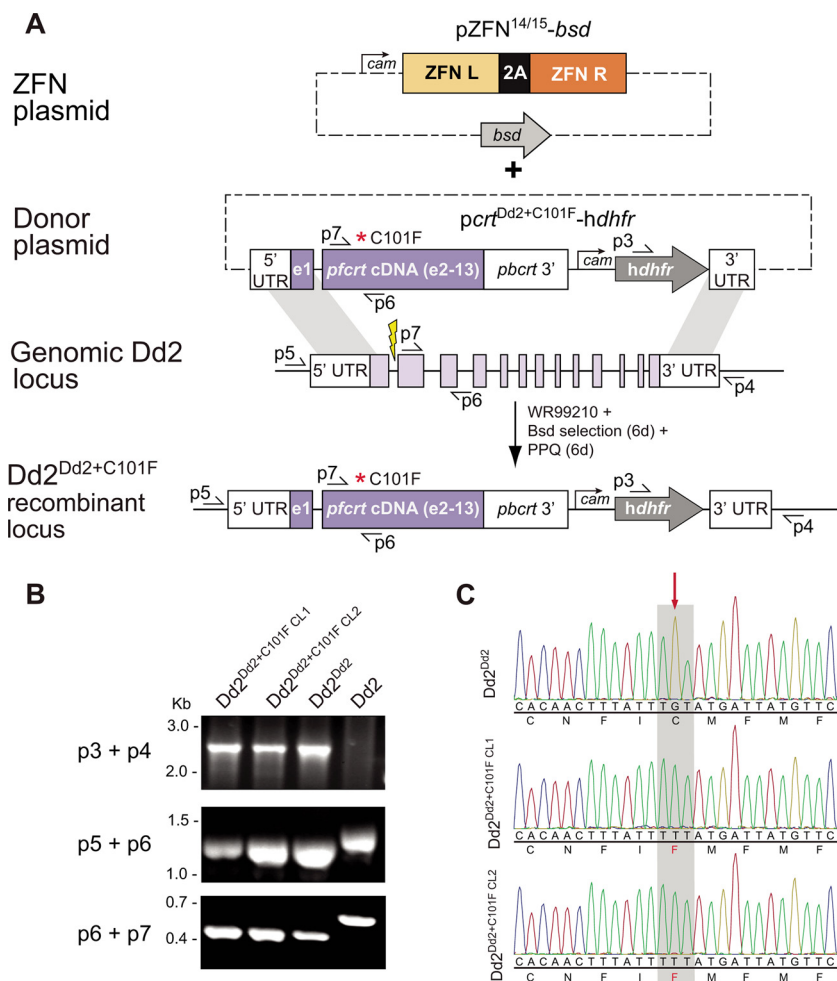 A
pZFN14/15-bsd
ZFN plasmid
cam
ZFN L
2A
ZFN R
bsd
+
Donor plasmid
pcrtDd2+C101F-hdhfr
p7
* C101F
p3
5' UTR
e1
pfcrt cDNA (e2-13)
pbcrt 3'
cam
hdhfr
3' UTR
p6
Genomic Dd2 locus
p5
p7
5' UTR
3' UTR
p6
p4
WR99210 +
Bsd selection (6d) +
PPQ (6d)
Dd2Dd2+C101F
recombinant
locus
p5
p7
* C101F
p3
5' UTR
e1
pfcrt cDNA (e2-13)
pbcrt 3'
cam
hdhfr
3' UTR
p6
p4
B
Dd2Dd2+C101F CL1
Dd2Dd2+C101F CL2
Dd2Dd2
Dd2
Kb
p3 + p4
3.0 -
2.0 -
p5 + p6
1.5 -
1.0 -
p6 + p7
0.7 -
0.4 -
C
Dd2Dd2
C A C A A C T T T A T T T G T A T G A T T A T G T T C
C N F I C M F M F
Dd2Dd2+C101F CL1
C A C A A C T T T A T T T T T A T G A T T A T G T T C
C N F I F M F M F
Dd2Dd2+C101F CL2
C A C A A C T T T A T T T T T A T G A T T A T G T T C
C N F I F M F M F